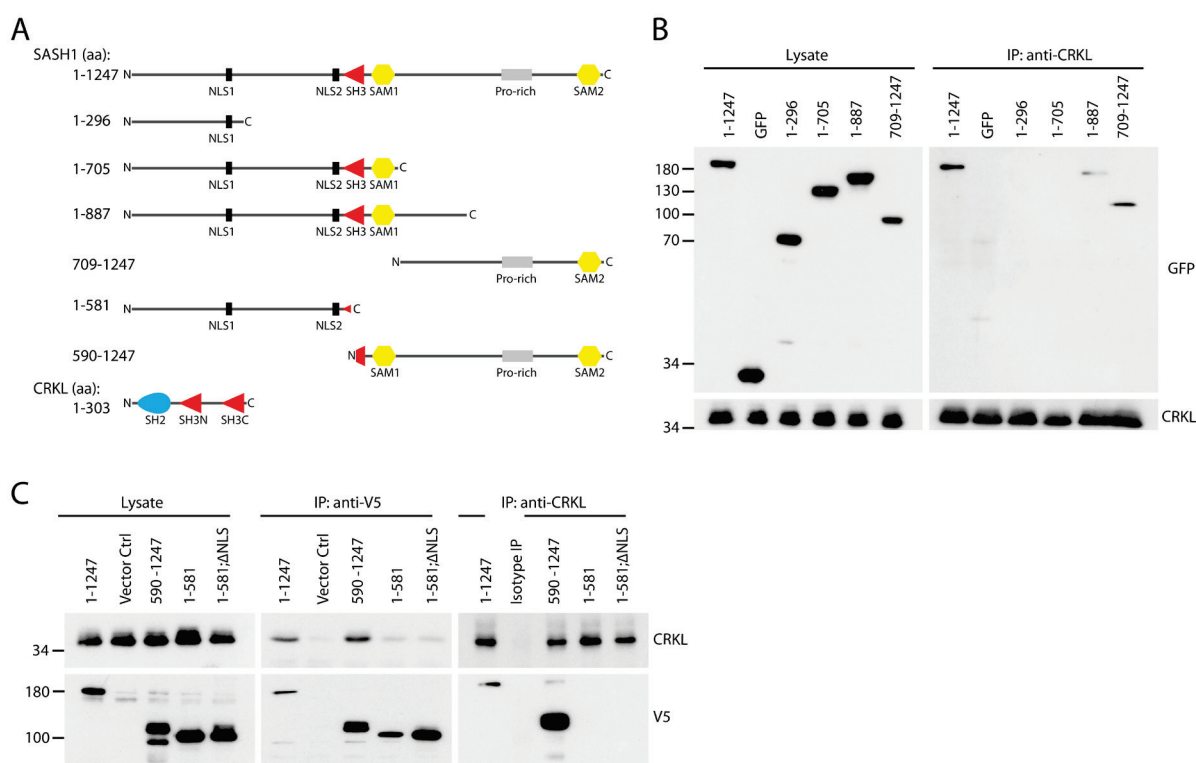 A
SASH1 (aa):
1-1247 N C
NLS1 NLS2 SH3 SAM1 Pro-rich SAM2
1-296 N C
NLS1
1-705 N C
NLS1 NLS2 SH3 SAM1
1-887 N C
NLS1 NLS2 SH3 SAM1
709-1247 N C
Pro-rich SAM2
1-581 N C
NLS1 NLS2
590-1247 N C
SAM1 Pro-rich SAM2
CRKL (aa):
1-303 N C
SH2 SH3N SH3C
B
Lysate IP: anti-CRKL
1-1247 GFP 1-296 1-705 1-887 709-1247 1-1247 GFP 1-296 1-705 1-887 709-1247
180
130
100
70
GFP
34
CRKL
34
C
Lysate IP: anti-V5 IP: anti-CRKL
1-1247 Vector Ctrl 590-1247 1-581 1-581;ΔNLS 1-1247 Vector Ctrl 590-1247 1-581 1-581;ΔNLS 1-1247 Isotype IP 590-1247 1-581 1-581;ΔNLS
CRKL
34
180
V5
100